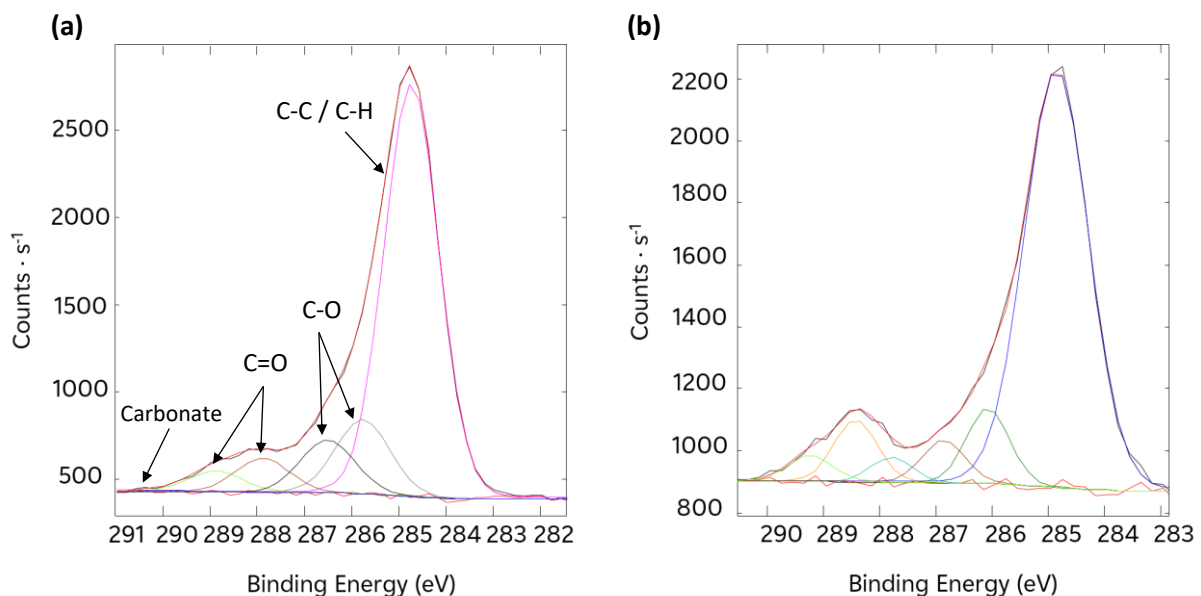 (a)
C-C / C-H
C-O
C=O
Carbonate
2500
2000
1500
1000
500
Counts · s⁻¹
291 290 289 288 287 286 285 284 283 282
Binding Energy (eV)
(b)
2200
2000
1800
1600
1400
1200
1000
800
Counts · s⁻¹
290 289 288 287 286 285 284 283
Binding Energy (eV)